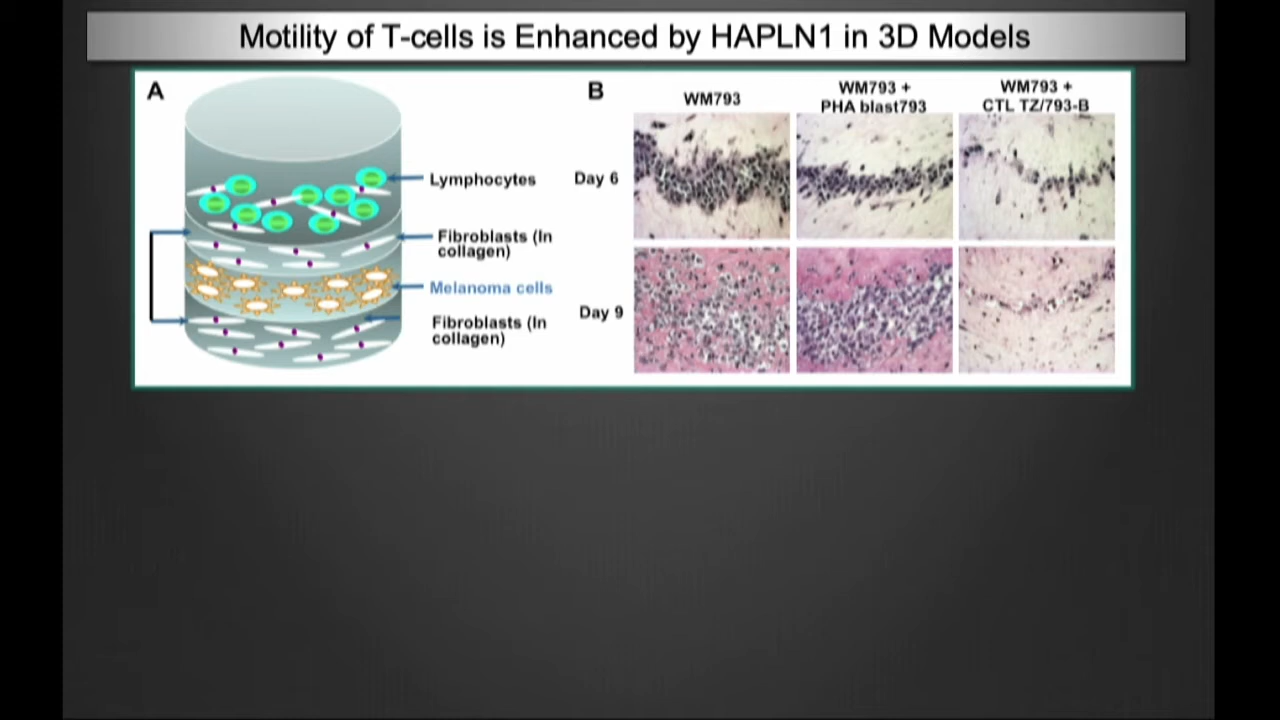 Motility of T-cells is Enhanced by HAPLN1 in 3D Models
A
Lymphocytes
Fibroblasts (In
collagen)
Melanoma cells
Fibroblasts (In
collagen)
B
WM793
WM793 +
PHA blast793
WM793 +
CTL TZ/793-B
Day 6
Day 9